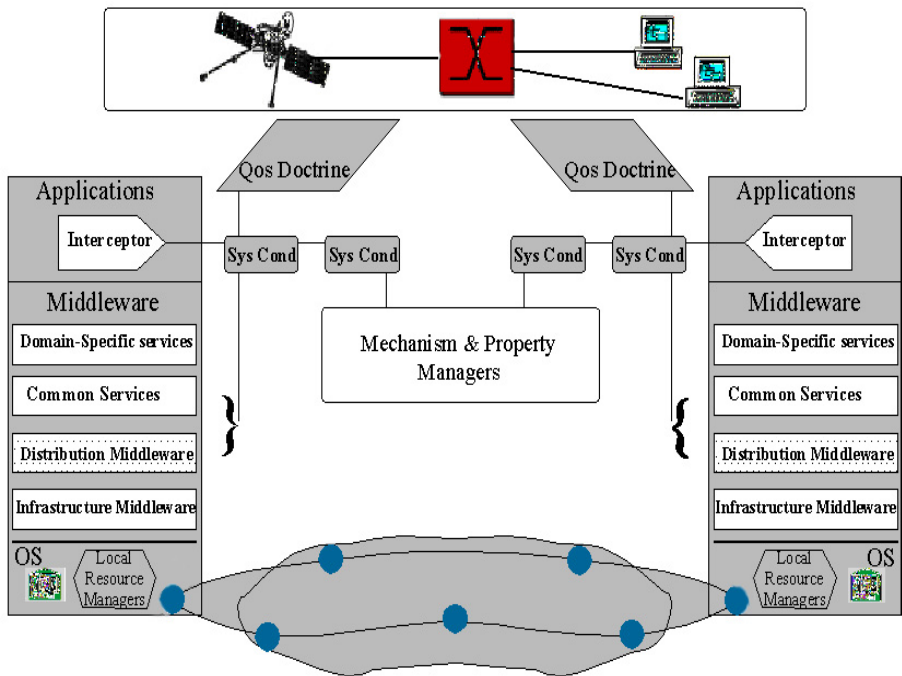 Qos Doctrine
Qos Doctrine
Applications
Interceptor
Sys Cond
Sys Cond
Sys Cond
Sys Cond
Applications
Interceptor
Middleware
Domain-Specific services
Common Services
Distribution Middleware
Infrastructure Middleware
Mechanism & Property
Managers
Middleware
Domain-Specific services
Common Services
Distribution Middleware
Infrastructure Middleware
OS
Local
Resource
Managers
Local
Resource
Managers
OS